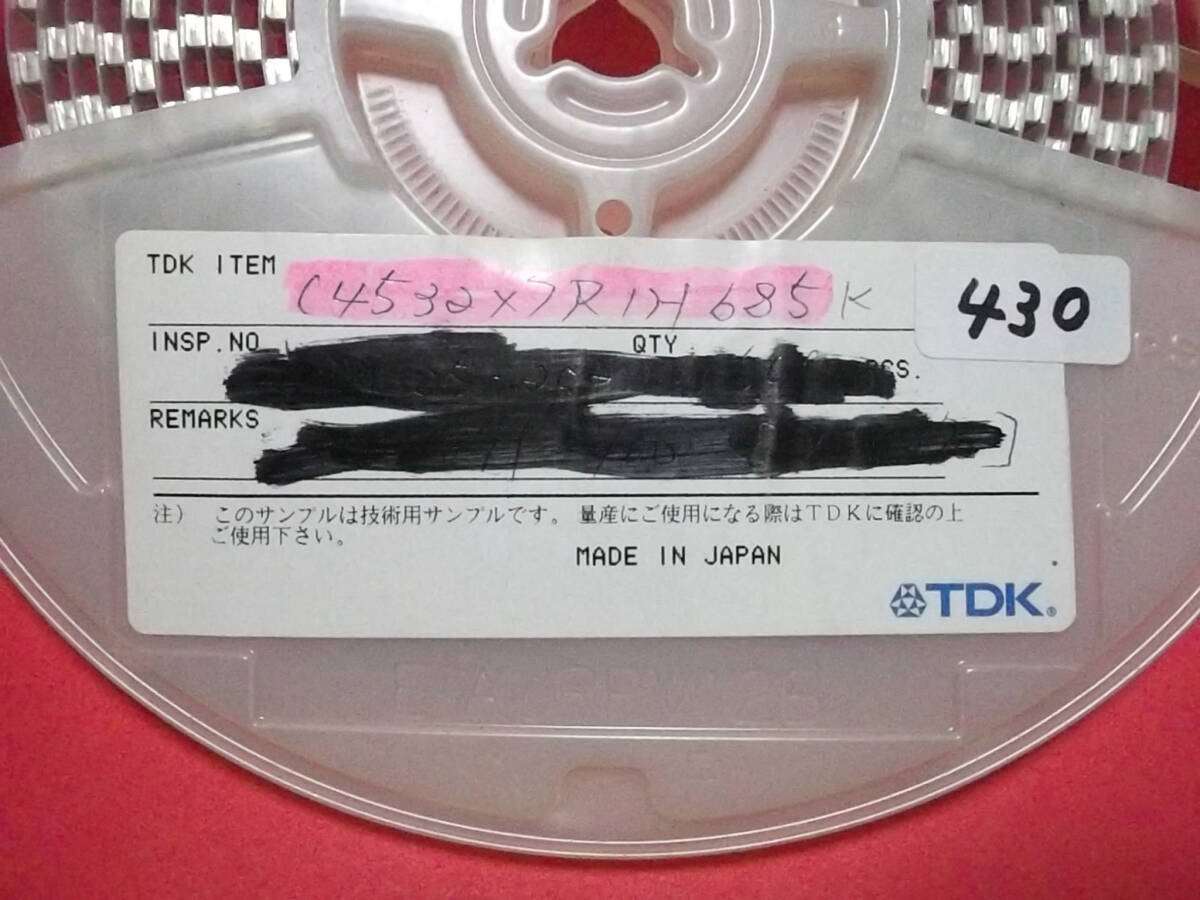 TDK ITEM C4532X7R1H685K
430
INSP.NO QTY PCS.
REMARKS
注) このサンプルは技術用サンプルです。 量産にご使用になる際はTDKに確認の上
ご使用下さい。
MADE IN JAPAN
TDK®